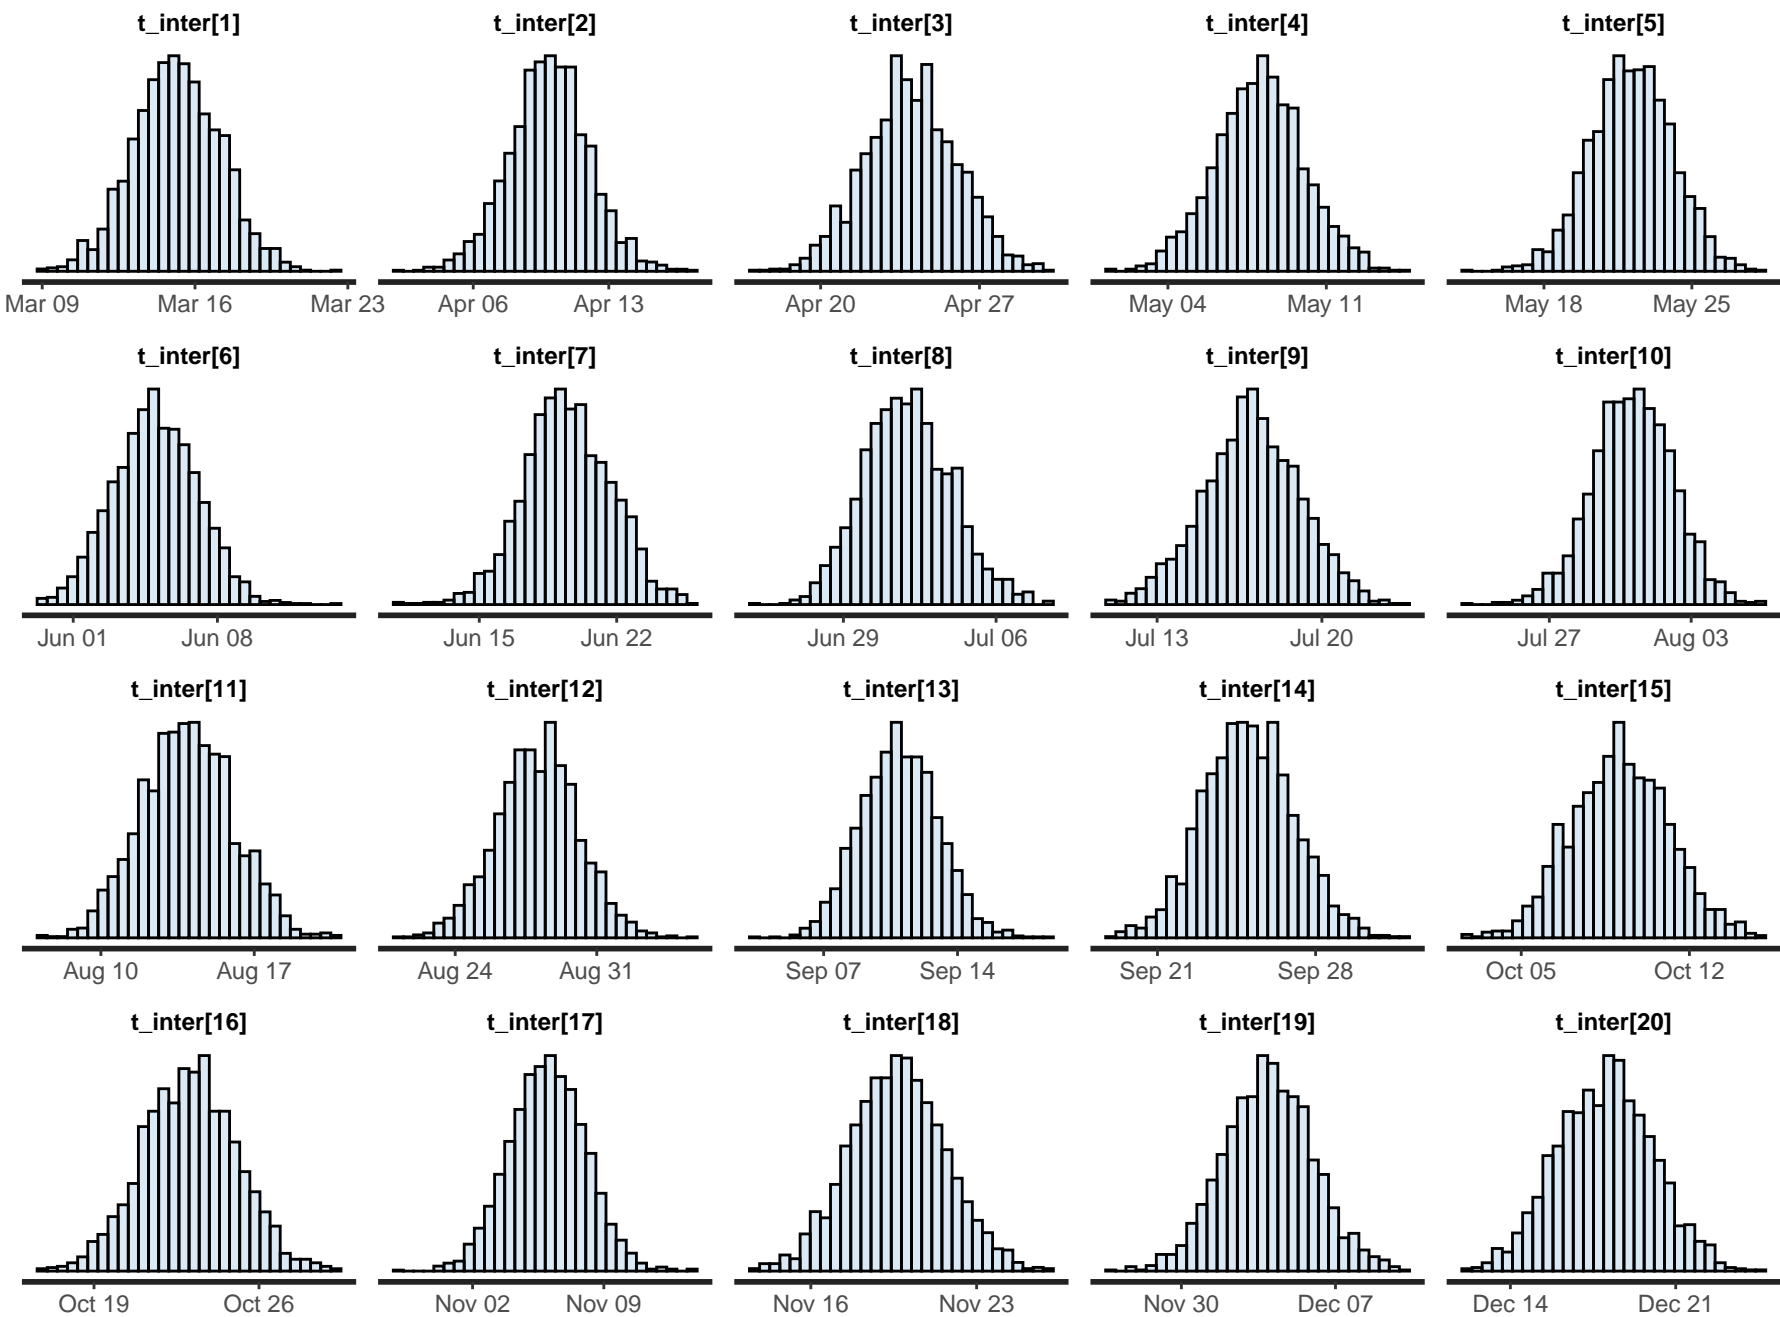 t_inter[1] t_inter[2] t_inter[3] t_inter[4] t_inter[5]
Mar 09 Mar 16 Mar 23 Apr 06 Apr 13 Apr 20 Apr 27 May 04 May 11 May 18 May 25
t_inter[6] t_inter[7] t_inter[8] t_inter[9] t_inter[10]
Jun 01 Jun 08 Jun 15 Jun 22 Jun 29 Jul 06 Jul 13 Jul 20 Jul 27 Aug 03
t_inter[11] t_inter[12] t_inter[13] t_inter[14] t_inter[15]
Aug 10 Aug 17 Aug 24 Aug 31 Sep 07 Sep 14 Sep 21 Sep 28 Oct 05 Oct 12
t_inter[16] t_inter[17] t_inter[18] t_inter[19] t_inter[20]
Oct 19 Oct 26 Nov 02 Nov 09 Nov 16 Nov 23 Nov 30 Dec 07 Dec 14 Dec 21